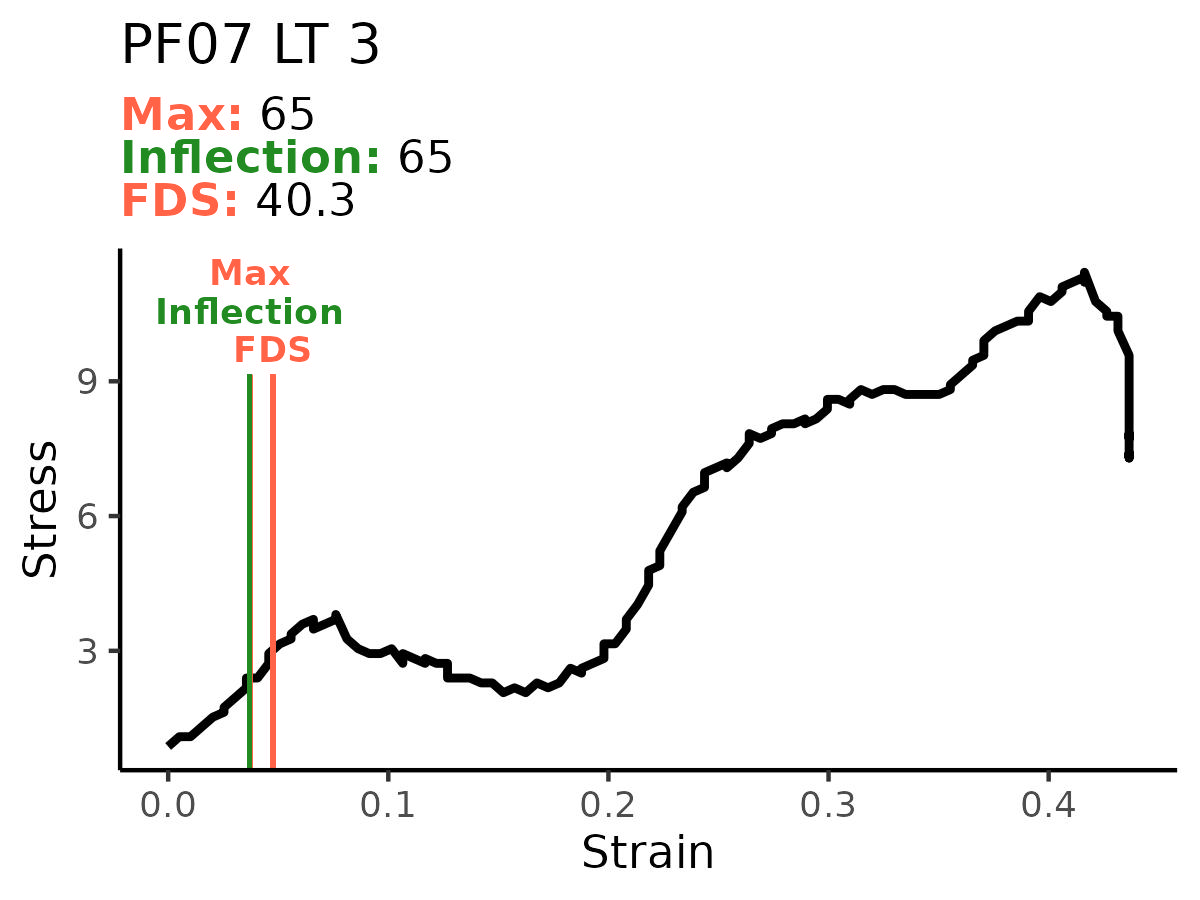 PF07 LT 3
Max: 65
Inflection: 65
FDS: 40.3
Max
Inflection
FDS
9
6
3
Stress
0.0 0.1 0.2 0.3 0.4
Strain